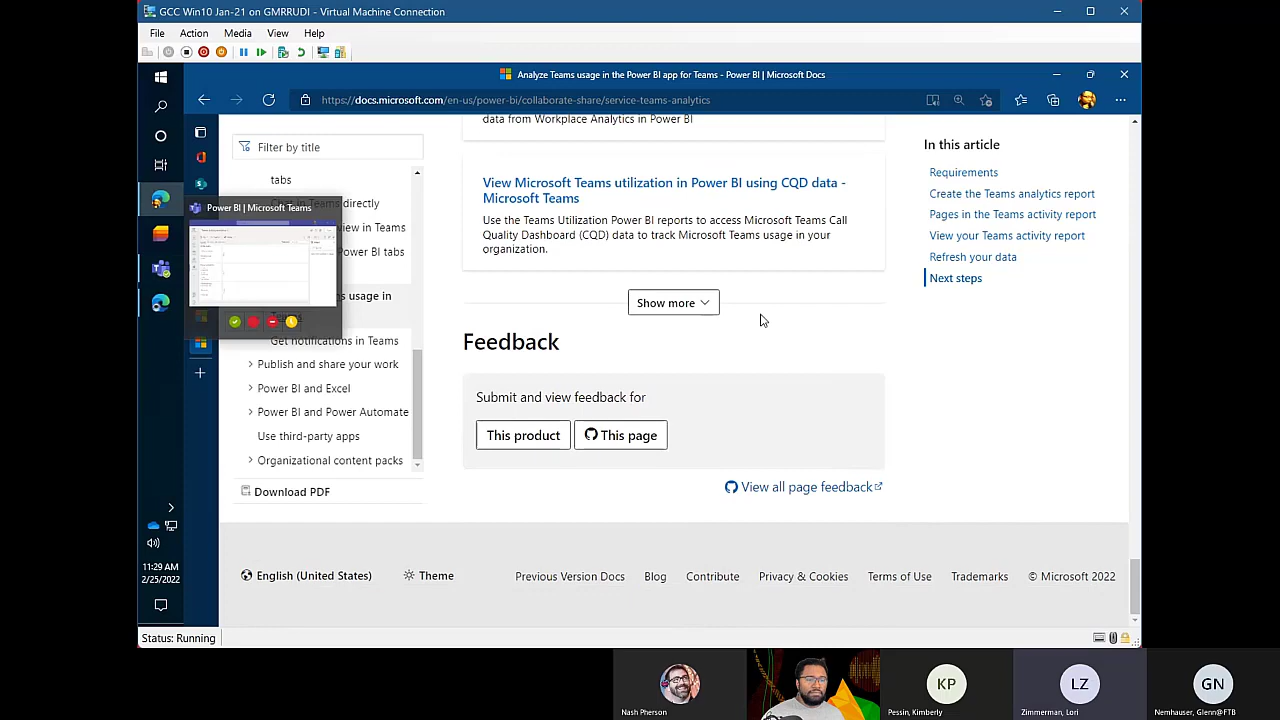 GCC Win10 Jan-21 on GMRRUDI - Virtual Machine Connection
File Action Media View Help
Analyze Teams usage in the Power BI app for Teams - Power BI | Microsoft Docs
https://docs.microsoft.com/en-us/power-bi/collaborate-share/service-teams-analytics
Filter by title
tabs
directly
view in Teams
Power BI tabs
usage in
Teams
Get notifications in Teams
Publish and share your work
Power BI and Excel
Power BI and Power Automate
Use third-party apps
Organizational content packs
Download PDF
Power BI | Microsoft Teams
data from Workplace Analytics in Power BI
View Microsoft Teams utilization in Power BI using CQD data -
Microsoft Teams
Use the Teams Utilization Power BI reports to access Microsoft Teams Call
Quality Dashboard (CQD) data to track Microsoft Teams usage in your
organization.
Show more
Feedback
Submit and view feedback for
This product
This page
View all page feedback
In this article
Requirements
Create the Teams analytics report
Pages in the Teams activity report
View your Teams activity report
Refresh your data
Next steps
English (United States)
Theme
Previous Version Docs
Blog
Contribute
Privacy & Cookies
Terms of Use
Trademarks
© Microsoft 2022
11:29 AM
2/25/2022
Status: Running
KP
LZ
GN
Nash Pherson
Pessin, Kimberly
Zimmerman, Lori
Nemhauser, Glenn@FTB